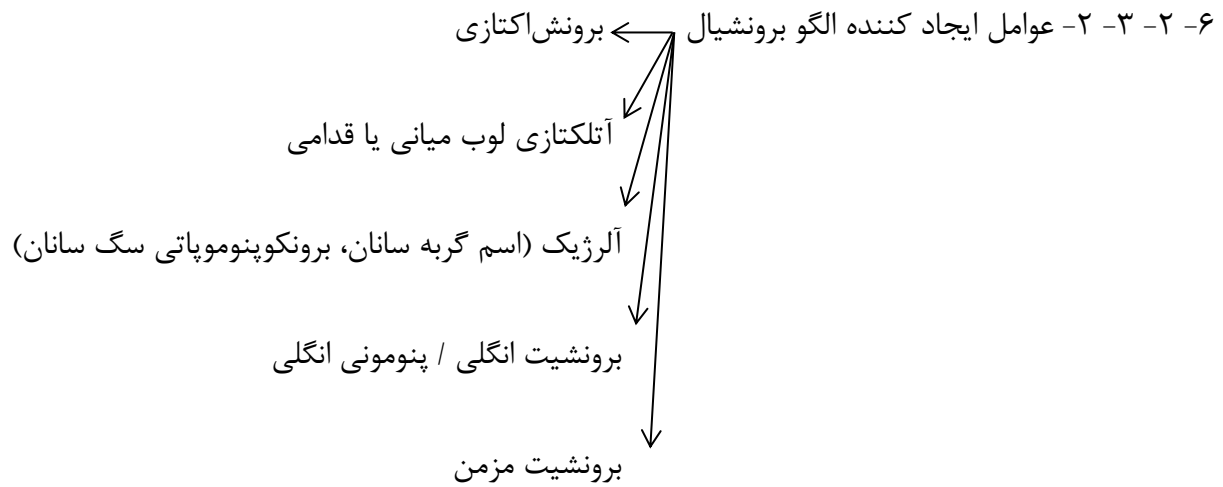 ۶- ۲- ۳- ۲- عوامل ایجاد کننده الگو برونشیال برونش‌اکتازی
آتلکتازی لوب میانی یا قدامی
آلرژیک (اسم گربه سانان، برونکوپنوموپاتی سگ سانان)
برونشیت انگلی / پنومونی انگلی
برونشیت مزمن